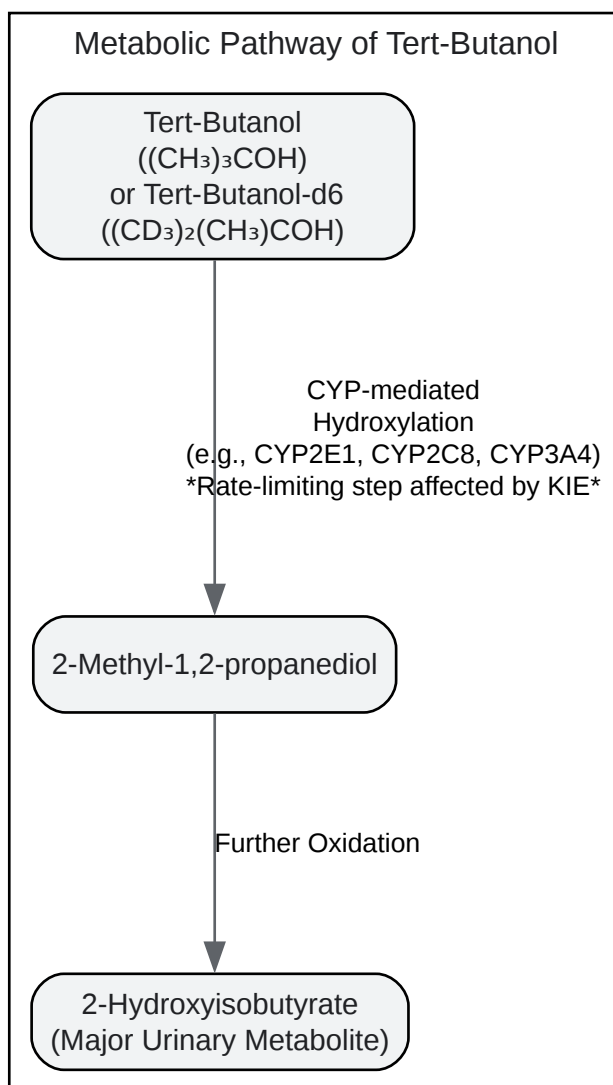 Metabolic Pathway of Tert-Butanol
Tert-Butanol
((CH₃)₃COH)
or Tert-Butanol-d6
((CD₃)₂(CH₃)COH)
CYP-mediated
Hydroxylation
(e.g., CYP2E1, CYP2C8, CYP3A4)
*Rate-limiting step affected by KIE*
2-Methyl-1,2-propanediol
Further Oxidation
2-Hydroxyisobutyrate
(Major Urinary Metabolite)